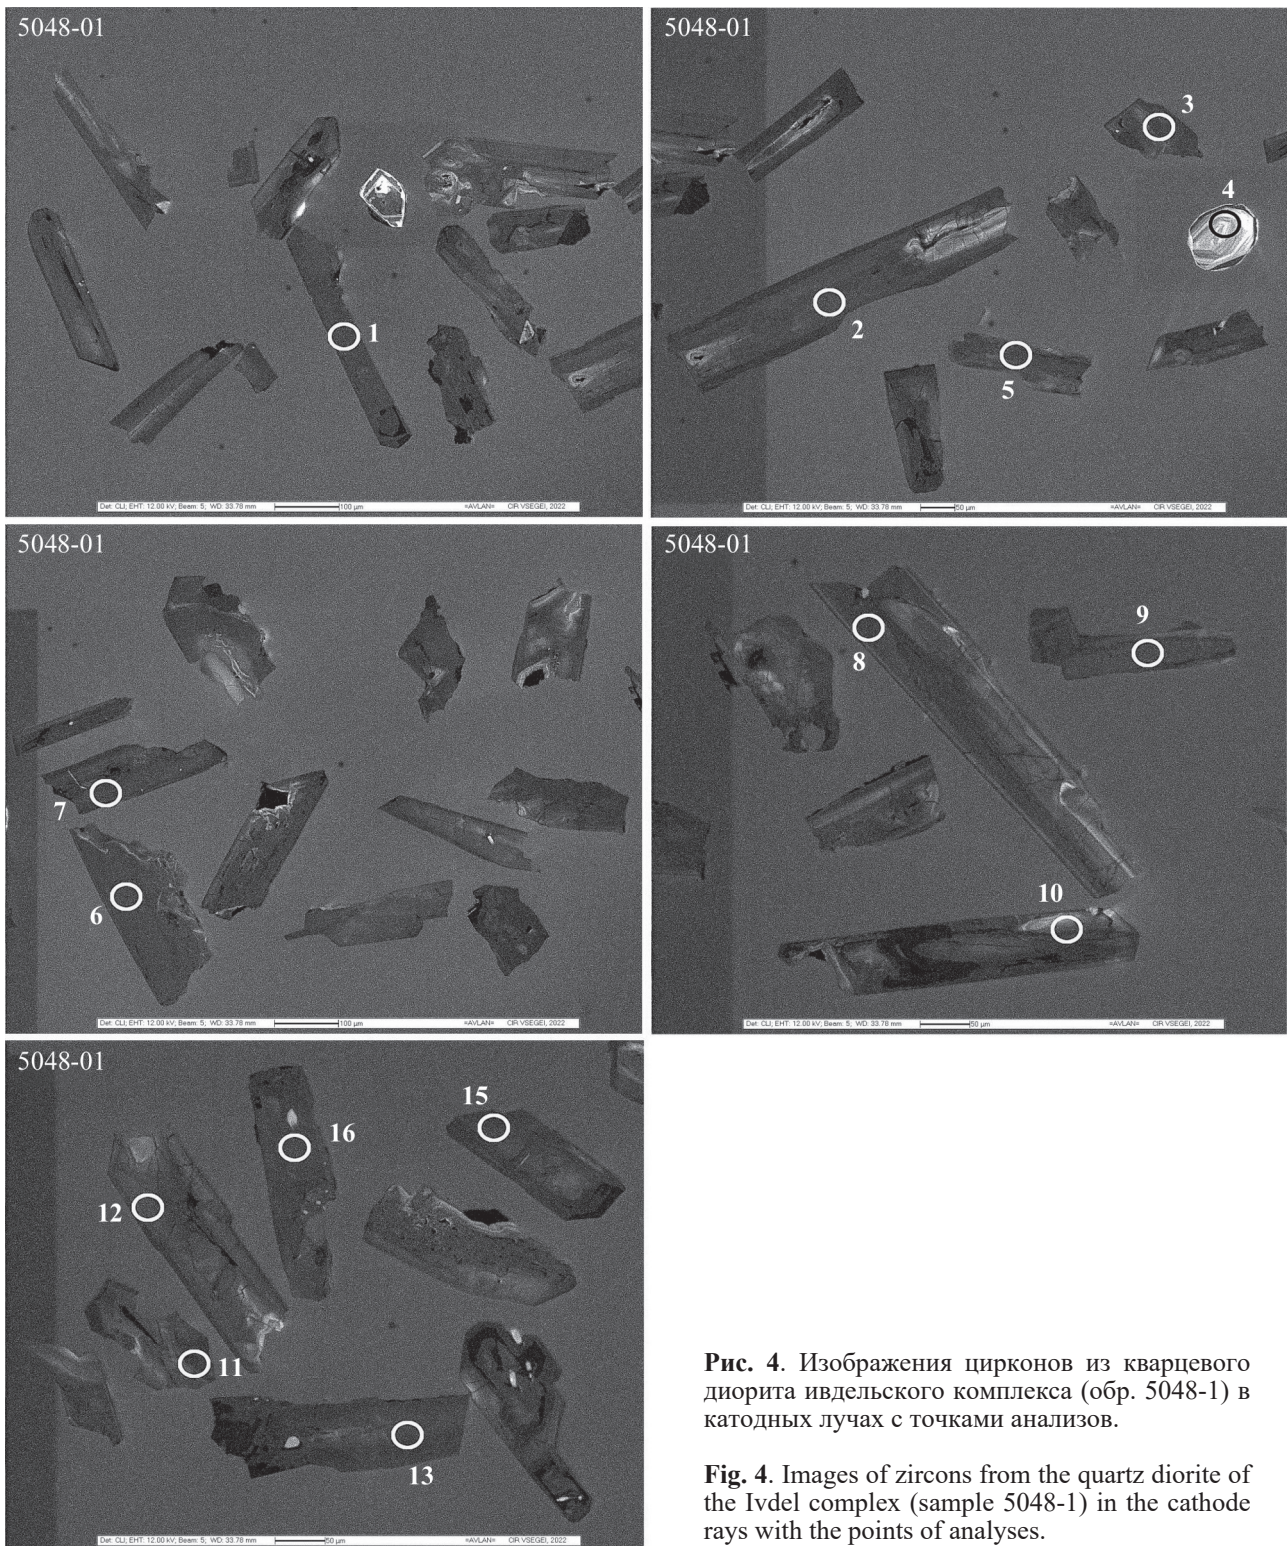 5048-01
1
Det: CLI; EHT: 12.00 kV; Beam: 5; WD: 33.78 mm 100 µm =AVLAN= CIR VSEGEI, 2022
5048-01
3
4
2
5
Det: CLI; EHT: 12.00 kV; Beam: 5; WD: 33.78 mm 50 µm =AVLAN= CIR VSEGEI, 2022
5048-01
7
6
Det: CLI; EHT: 12.00 kV; Beam: 5; WD: 33.78 mm 100 µm =AVLAN= CIR VSEGEI, 2022
5048-01
9
8
10
Det: CLI; EHT: 12.00 kV; Beam: 5; WD: 33.78 mm 50 µm =AVLAN= CIR VSEGEI, 2022
5048-01
15
16
12
11
13
Det: CLI; EHT: 12.00 kV; Beam: 5; WD: 33.78 mm 50 µm =AVLAN= CIR VSEGEI, 2022
Рис. 4. Изображения цирконов из кварцевого
диорита ивдельского комплекса (обр. 5048-1) в
катодных лучах с точками анализов.
Fig. 4. Images of zircons from the quartz diorite of
the Ivdel complex (sample 5048-1) in the cathode
rays with the points of analyses.